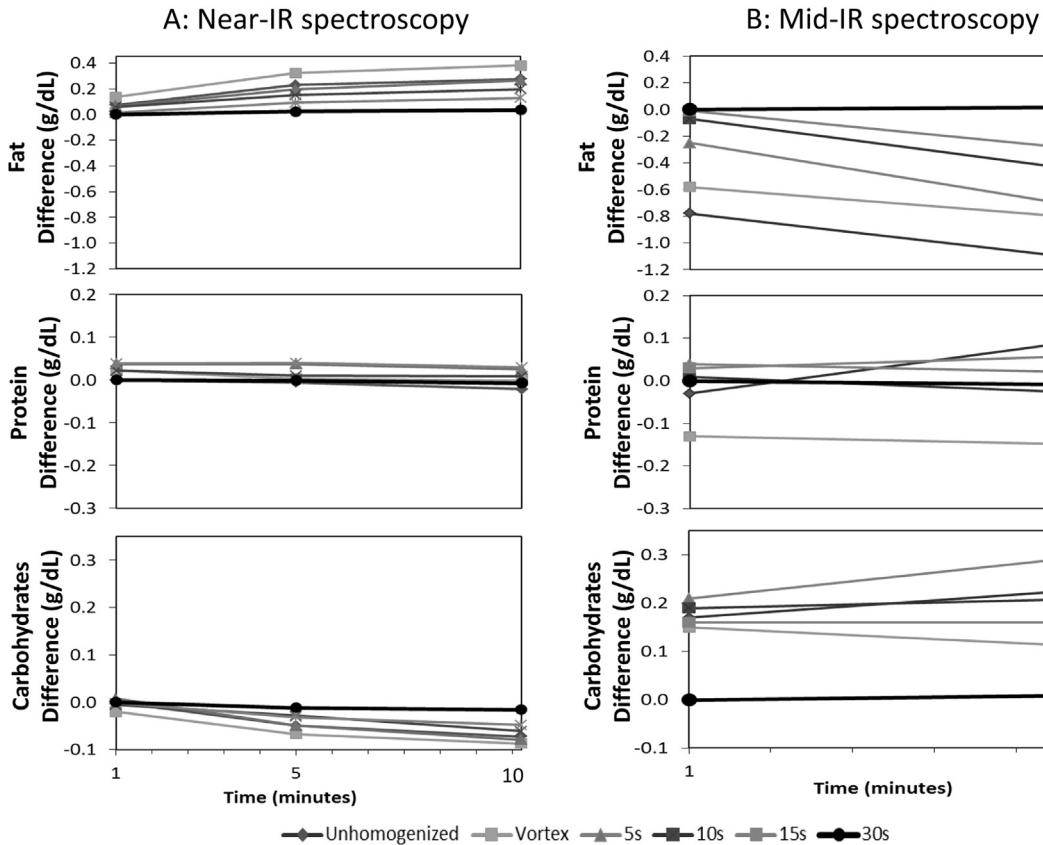 A: Near-IR spectroscopy
B: Mid-IR spectroscopy
Fat
Difference (g/dL)
0.4
0.2
0.0
-0.2
-0.4
-0.6
-0.8
-1.0
-1.2
Fat
Difference (g/dL)
0.4
0.2
0.0
-0.2
-0.4
-0.6
-0.8
-1.0
-1.2
Protein
Difference (g/dL)
0.2
0.1
0.0
-0.1
-0.2
-0.3
Protein
Difference (g/dL)
0.2
0.1
0.0
-0.1
-0.2
-0.3
Carbohydrates
Difference (g/dL)
0.3
0.2
0.1
0.0
-0.1
1 5 10
Time (minutes)
Carbohydrates
Difference (g/dL)
0.3
0.2
0.1
0.0
-0.1
1
Time (minutes)
Unhomogenized Vortex 5s 10s 15s 30s